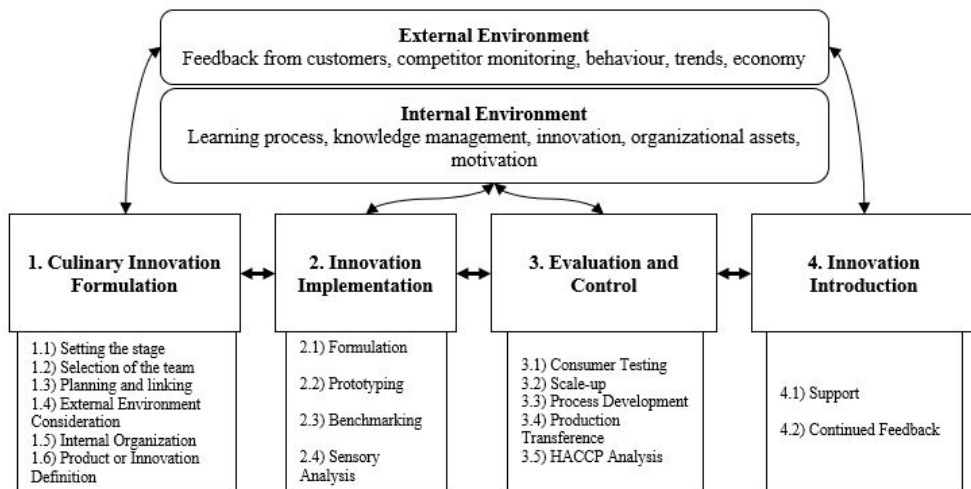 External Environment
Feedback from customers, competitor monitoring, behaviour, trends, economy
Internal Environment
Learning process, knowledge management, innovation, organizational assets,
motivation
1. Culinary Innovation
Formulation
1.1) Setting the stage
1.2) Selection of the team
1.3) Planning and linking
1.4) External Environment
Consideration
1.5) Internal Organization
1.6) Product or Innovation
Definition
2. Innovation
Implementation
2.1) Formulation
2.2) Prototyping
2.3) Benchmarking
2.4) Sensory
Analysis
3. Evaluation and
Control
3.1) Consumer Testing
3.2) Scale-up
3.3) Process Development
3.4) Production
Transference
3.5) HACCP Analysis
4. Innovation
Introduction
4.1) Support
4.2) Continued Feedback